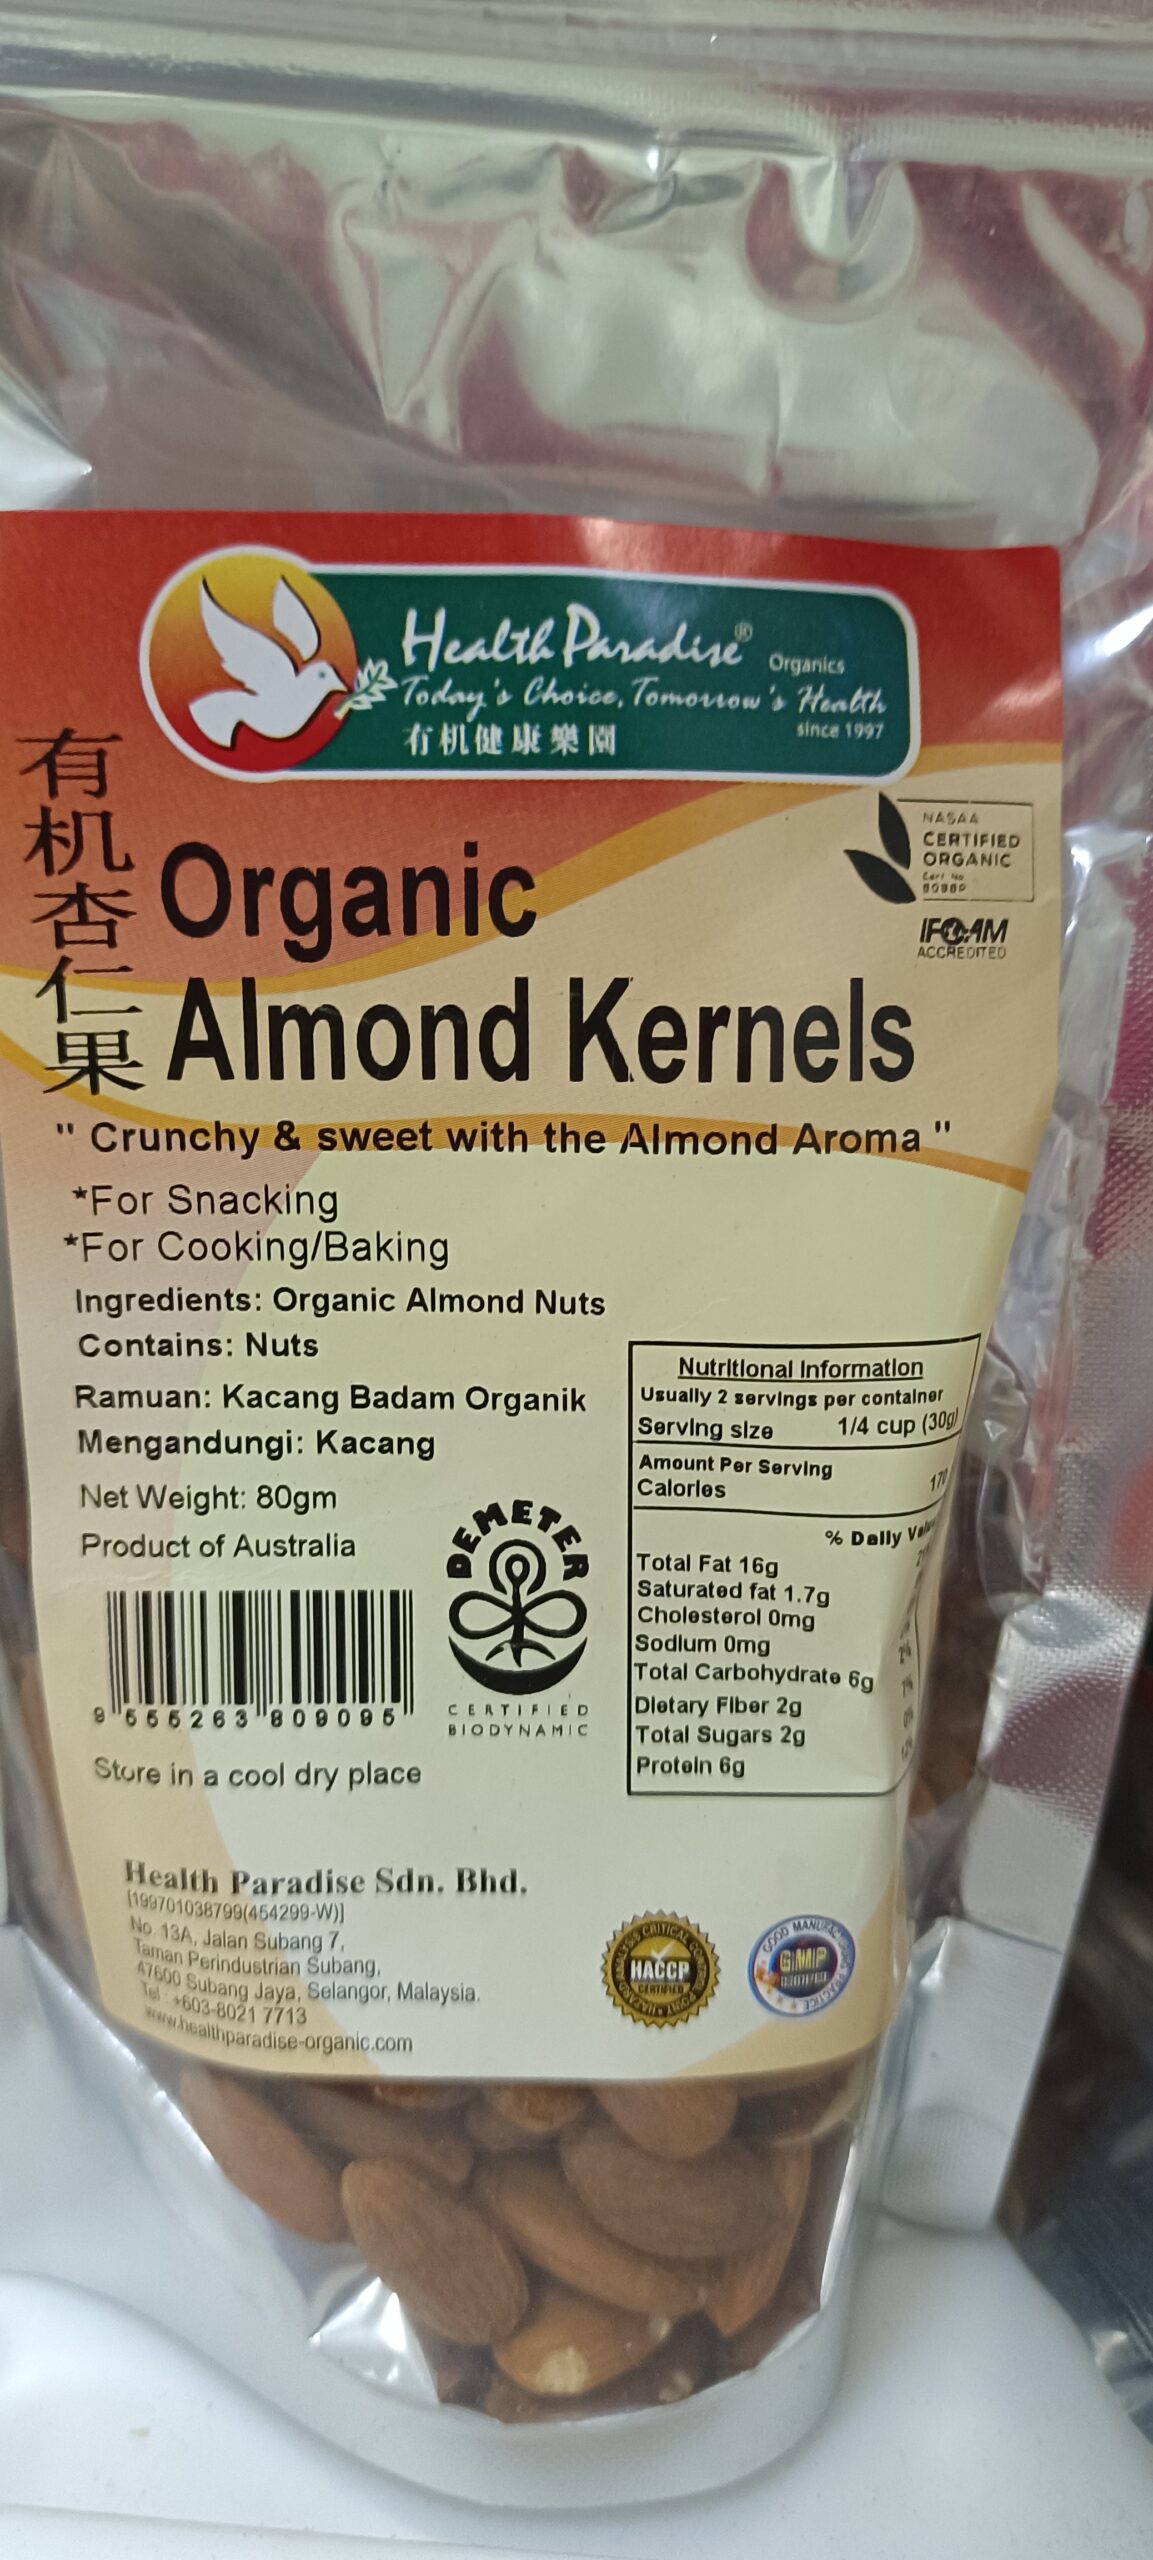 Health Paradise®
Organics
Today's Choice, Tomorrow's Health
有机健康樂園
since 1997
有机杏仁果
Organic
Almond Kernels
NASAA
CERTIFIED
ORGANIC
Cert No
IFOAM
ACCREDITED
" Crunchy & sweet with the Almond Aroma "
*For Snacking
*For Cooking/Baking
Ingredients: Organic Almond Nuts
Contains: Nuts
Ramuan: Kacang Badam Organik
Mengandungi: Kacang
Net Weight: 80gm
Product of Australia
Nutritional Information
Usually 2 servings per container
Serving size 1/4 cup (30g)
Amount Per Serving
Calories 170
% Daily
Total Fat 16g
Saturated fat 1.7g
Cholesterol 0mg
Sodium 0mg
Total Carbohydrate 6g
Dietary Fiber 2g
Total Sugars 2g
Protein 6g
DEMETER
CERTIFIED
BIODYNAMIC
Store in a cool dry place
Health Paradise Sdn. Bhd.
[199701038799(454299-W)]
No. 13A, Jalan Subang 7,
Taman Perindustrian Subang,
47600 Subang Jaya, Selangor, Malaysia.
Tel : +603-8021 7713
www.healthparadise-organic.com
HACCP
CERTIFIED
GOOD MANUFACTURING PRACTICE
GMP